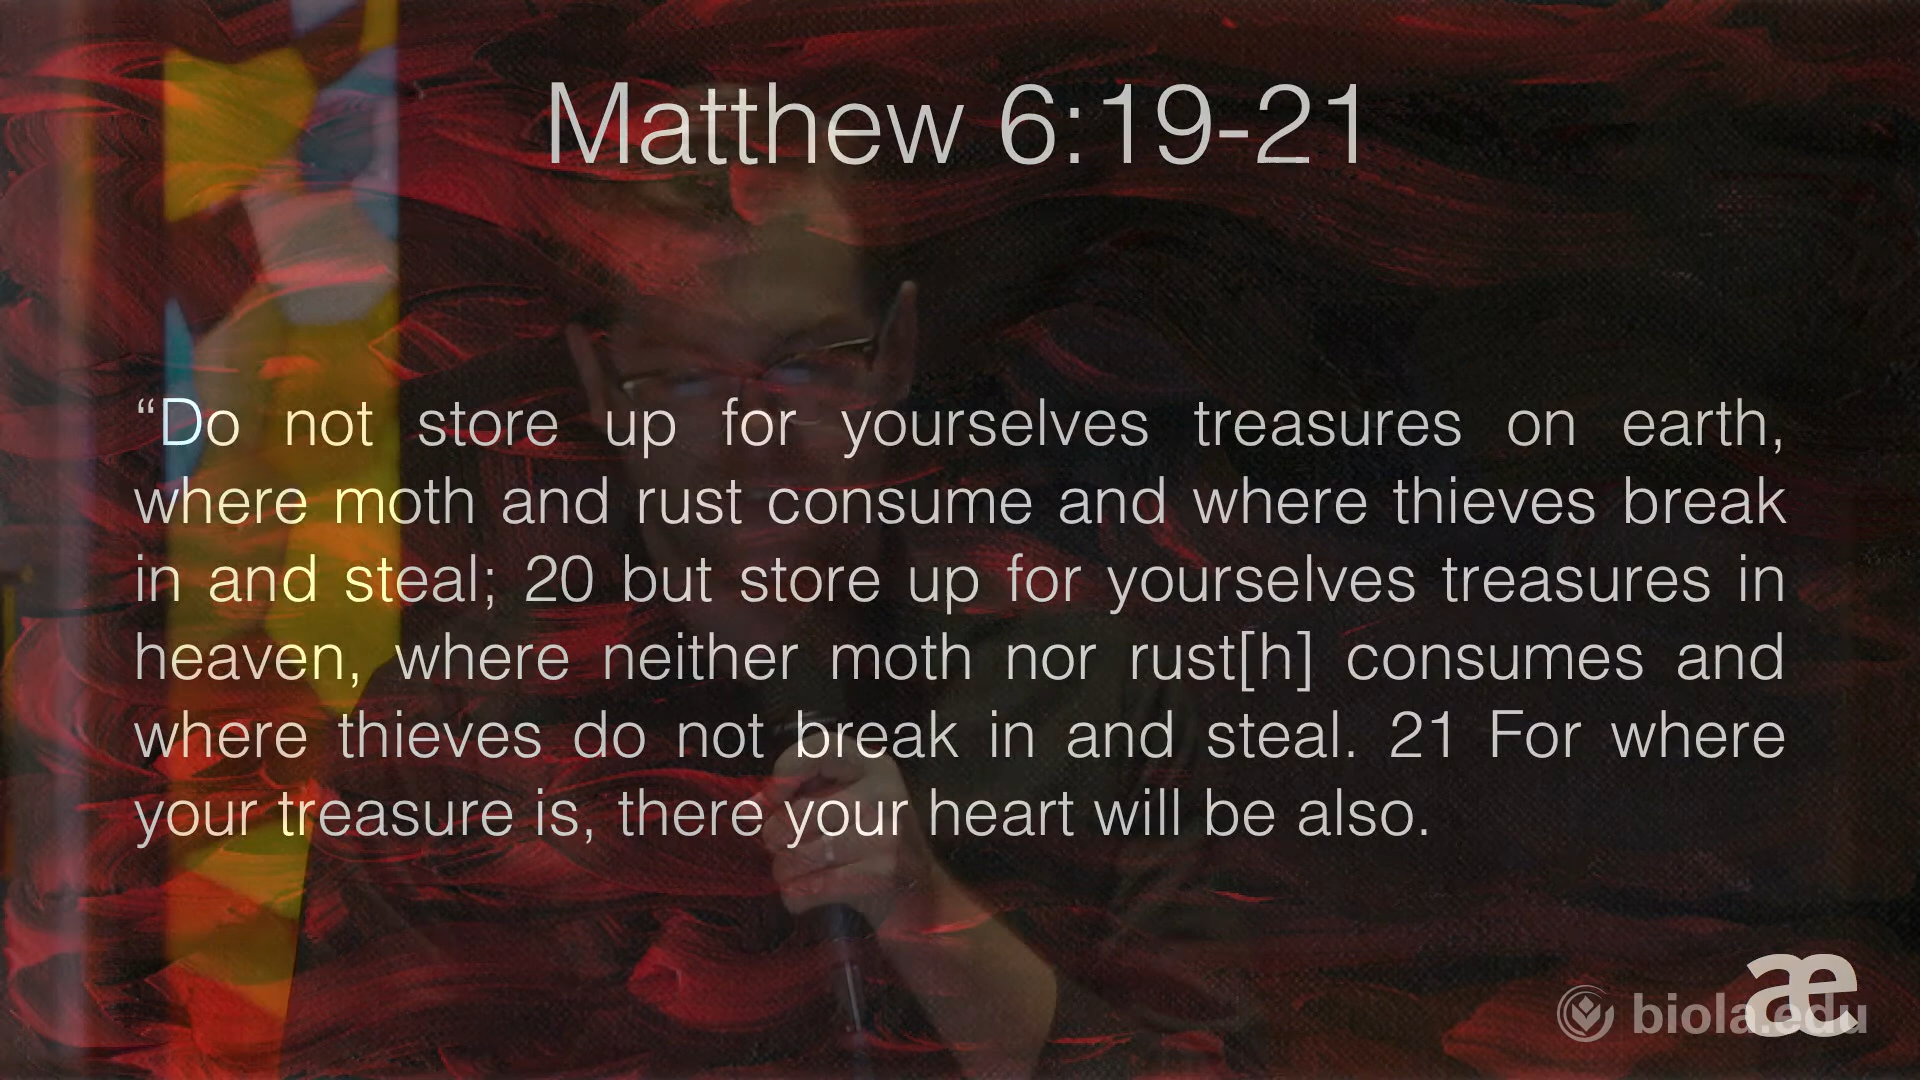 Matthew 6:19-21
“Do not store up for yourselves treasures on earth,
where moth and rust consume and where thieves break
in and steal; 20 but store up for yourselves treasures in
heaven, where neither moth nor rust[h] consumes and
where thieves do not break in and steal. 21 For where
your treasure is, there your heart will be also.
æ
biola.edu